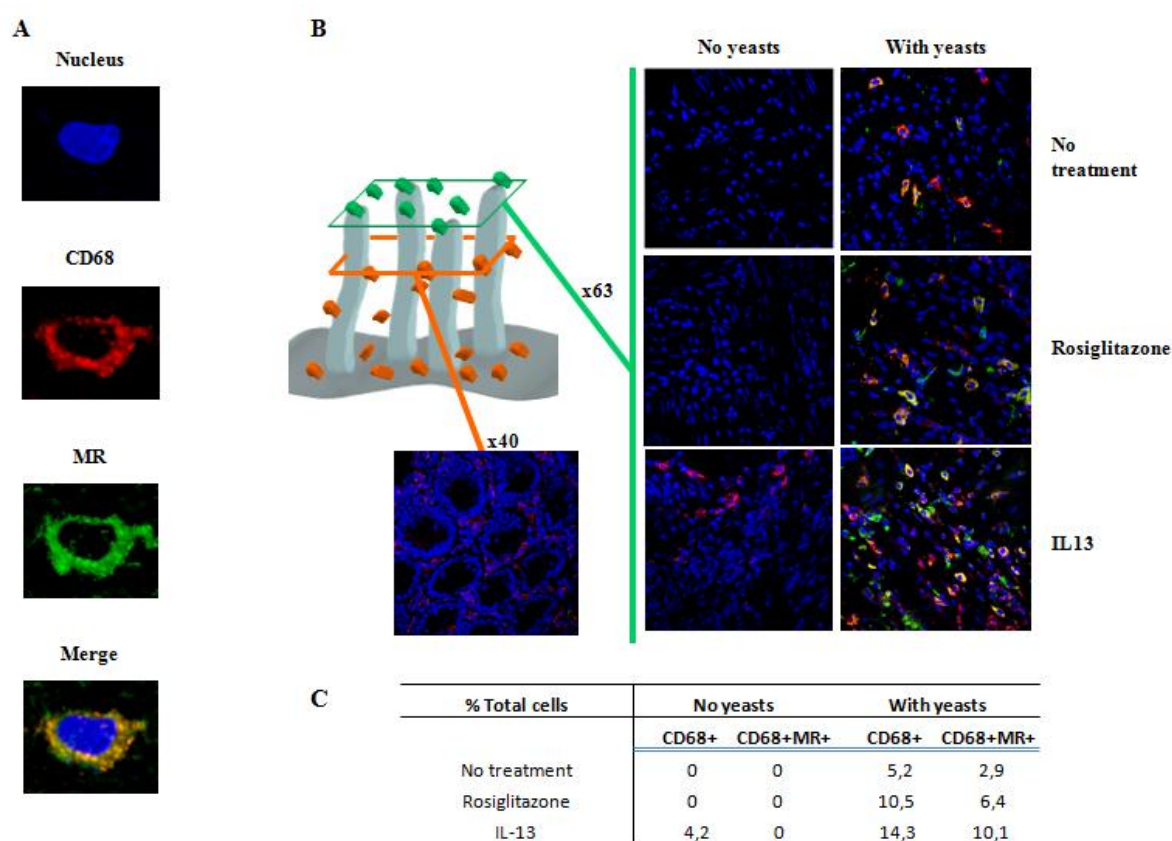 A
Nucleus
CD68
MR
Merge
B
No yeasts With yeasts
No treatment
x63
Rosiglitazone
x40
IL13
C
% Total cells No yeasts With yeasts
CD68+ CD68+MR+ CD68+ CD68+MR+
No treatment 0 0 5,2 2,9
Rosiglitazone 0 0 10,5 6,4
IL-13 4,2 0 14,3 10,1